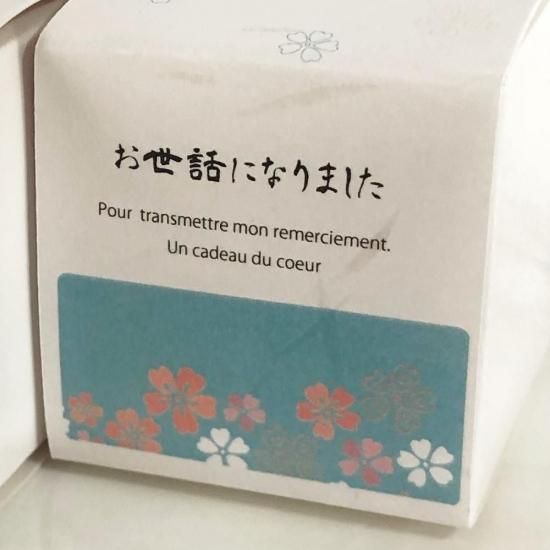 お世話になりました
Pour transmettre mon remerciement.
Un cadeau du coeur